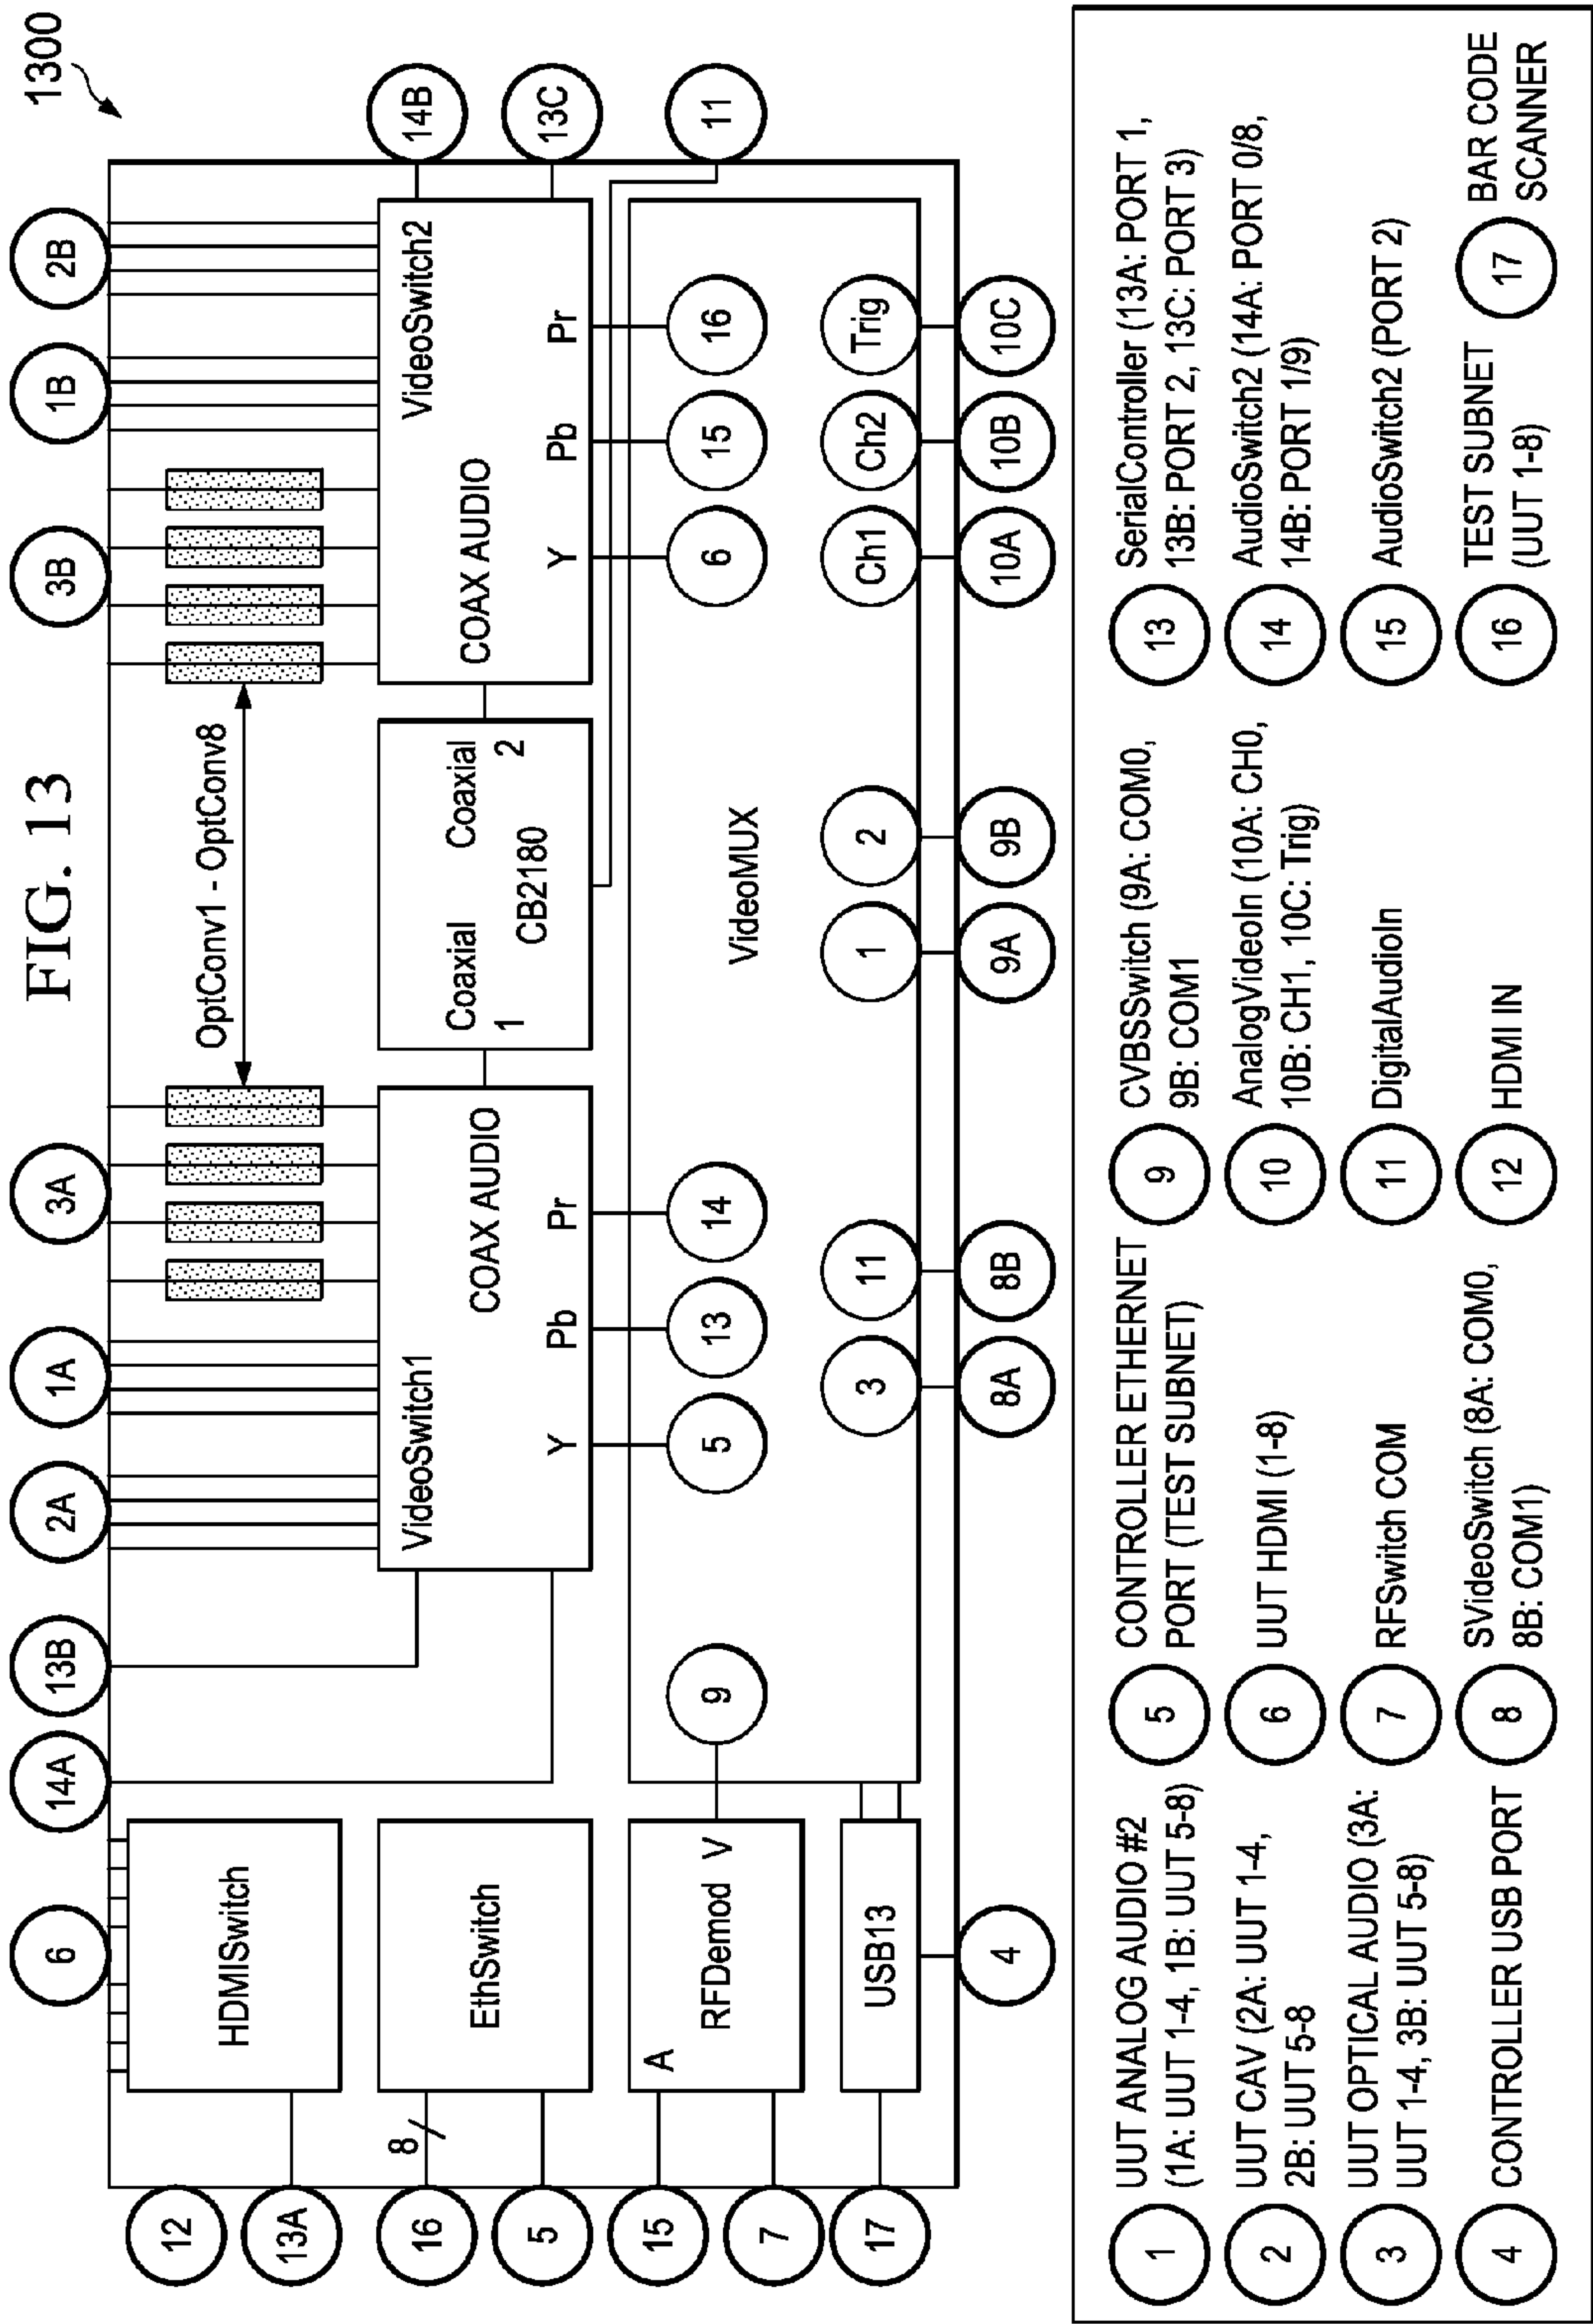 FIG. 13
1300
12
13A
16
5
15
7
17
6
14A
13B
2A
1A
3A
3B
1B
2B
14B
13C
11
HDMISwitch
8
EthSwitch
A
RFDemod V
USB13
4
OptConv1 - OptConv8
VideoSwitch1
COAX AUDIO
Y
Pb
Pr
Coaxial
1
Coaxial
2
CB2180
VideoSwitch2
COAX AUDIO
Y
Pb
Pr
9
5
13
14
VideoMUX
6
15
16
3
11
1
2
Ch1
Ch2
Trig
8A
8B
9A
9B
10A
10B
10C
1
UUT ANALOG AUDIO #2
(1A: UUT 1-4, 1B: UUT 5-8)
2
UUT CAV (2A: UUT 1-4,
2B: UUT 5-8
3
UUT OPTICAL AUDIO (3A:
UUT 1-4, 3B: UUT 5-8)
4
CONTROLLER USB PORT
5
CONTROLLER ETHERNET
PORT (TEST SUBNET)
6
UUT HDMI (1-8)
7
RFSwitch COM
8
SVideoSwitch (8A: COM0,
8B: COM1)
9
CVBSSwitch (9A: COM0,
9B: COM1
10
AnalogVideoIn (10A: CH0,
10B: CH1, 10C: Trig)
11
DigitalAudioIn
12
HDMI IN
13
SerialController (13A: PORT 1,
13B: PORT 2, 13C: PORT 3)
14
AudioSwitch2 (14A: PORT 0/8,
14B: PORT 1/9)
15
AudioSwitch2 (PORT 2)
16
TEST SUBNET
(UUT 1-8)
17
BAR CODE
SCANNER